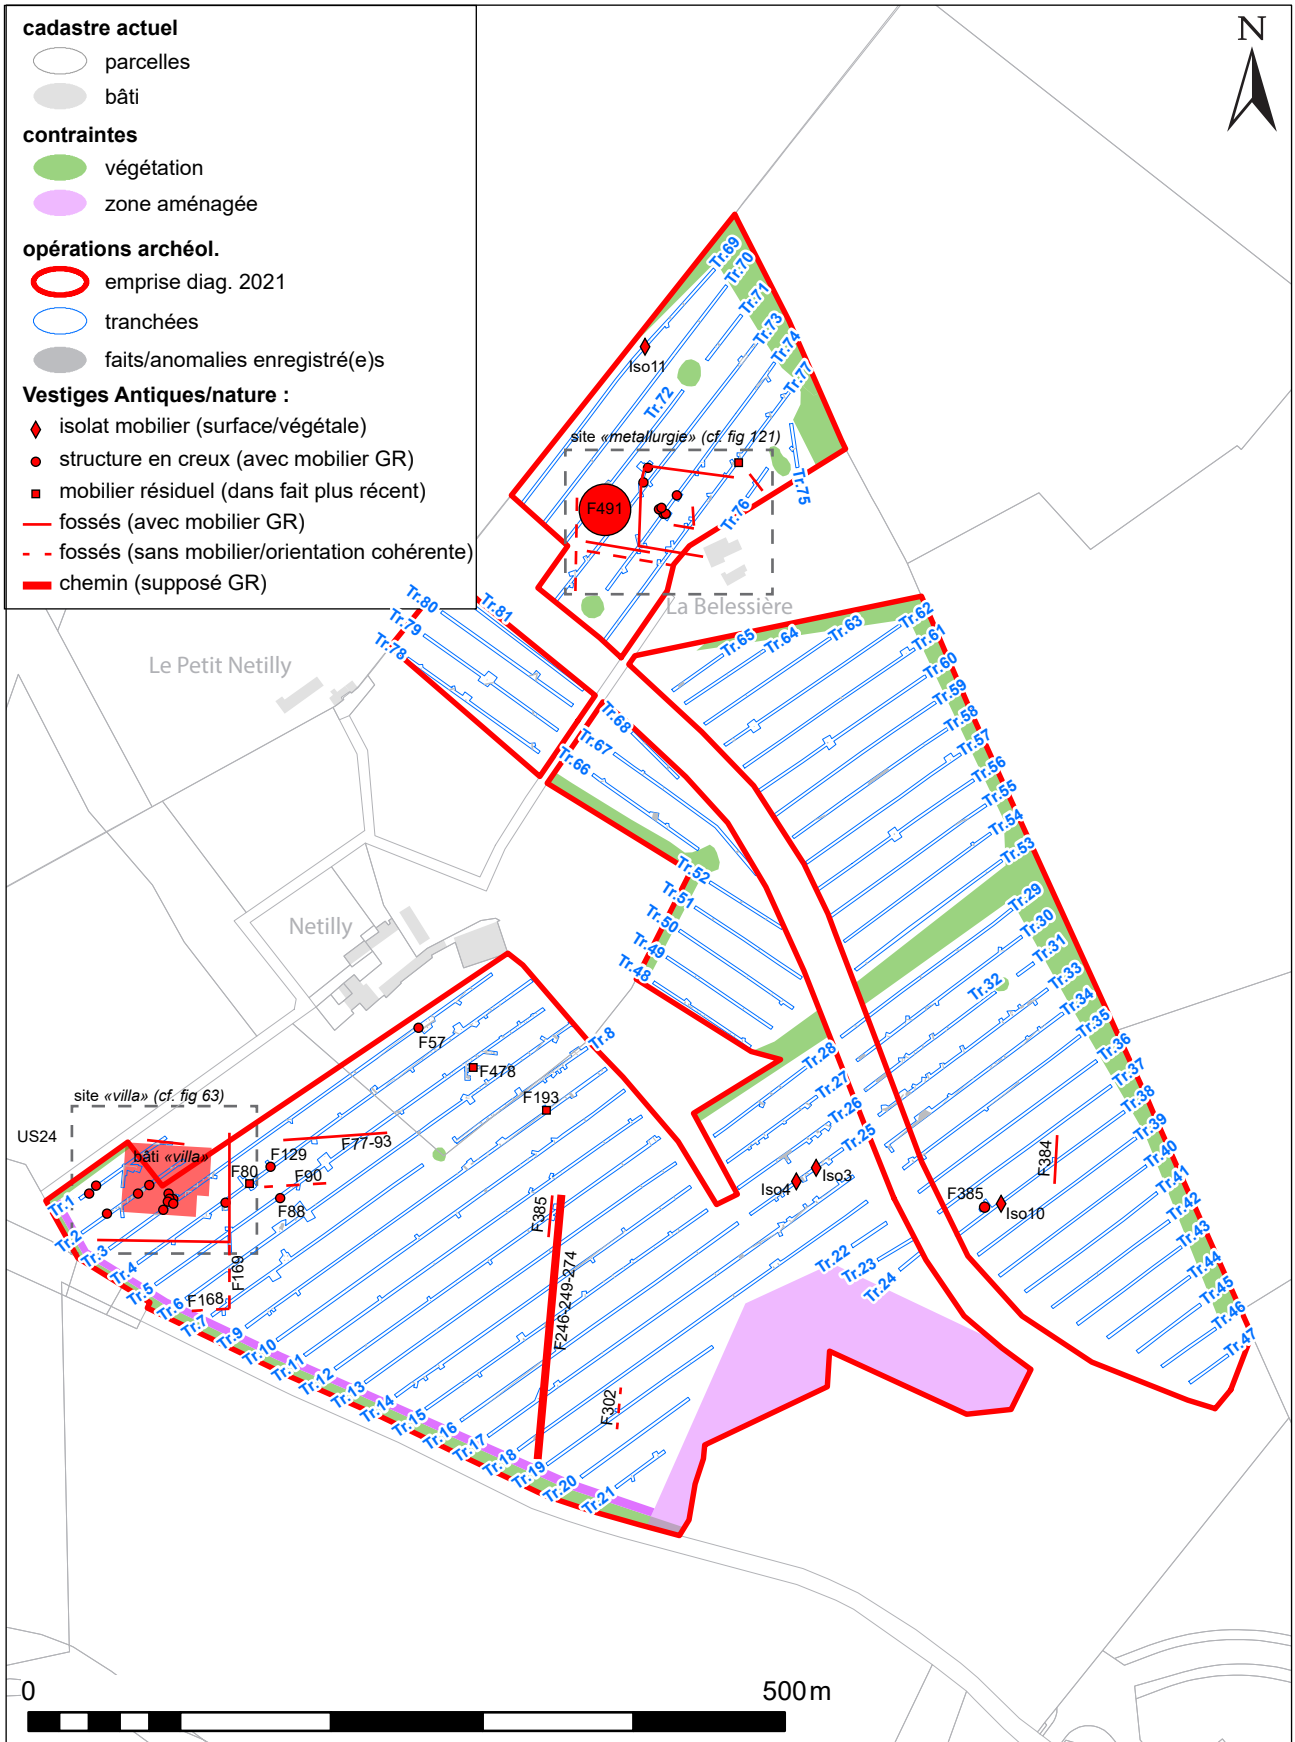 cadastre actuel
parcelles
bâti
contraintes
végétation
zone aménagée
opérations archéol.
emprise diag. 2021
tranchées
faits/anomalies enregistré(e)s
Vestiges Antiques/nature :
isolat mobilier (surface/végétale)
structure en creux (avec mobilier GR)
mobilier résiduel (dans fait plus récent)
fossés (avec mobilier GR)
fossés (sans mobilier/orientation cohérente)
chemin (supposé GR)
N
Tr.69
Tr.70
Tr.71
Tr.73
Tr.74
Tr.77
Iso11
Tr.72
site «metallurgie» (cf. fig 121)
Tr.75
F491
Tr.76
La Belessière
Tr.80
Tr.81
Tr.79
Tr.78
Le Petit Netilly
Tr.65
Tr.64
Tr.63
Tr.62
Tr.61
Tr.60
Tr.59
Tr.58
Tr.57
Tr.56
Tr.55
Tr.54
Tr.53
Tr.68
Tr.67
Tr.66
Tr.52
Tr.51
Tr.50
Tr.49
Tr.48
Netilly
Tr.29
Tr.30
Tr.31
Tr.32
Tr.33
Tr.34
Tr.35
Tr.36
Tr.37
Tr.38
Tr.39
Tr.40
Tr.41
Tr.42
Tr.43
Tr.44
Tr.45
Tr.46
Tr.47
F57
Tr.8
F478
F193
Tr.28
Tr.27
Tr.26
Tr.25
site «villa» (cf. fig 63)
US24
bâti «villa»
F77-93
F129
F80
F90
F88
Iso4
Iso3
F384
F385
Iso10
F385
F246-249-274
F169
F168
F302
Tr.22
Tr.23
Tr.24
Tr.1
Tr.2
Tr.3
Tr.4
Tr.5
Tr.6
Tr.7
Tr.9
Tr.10
Tr.11
Tr.12
Tr.13
Tr.14
Tr.15
Tr.16
Tr.17
Tr.18
Tr.19
Tr.20
Tr.21
0
500 m